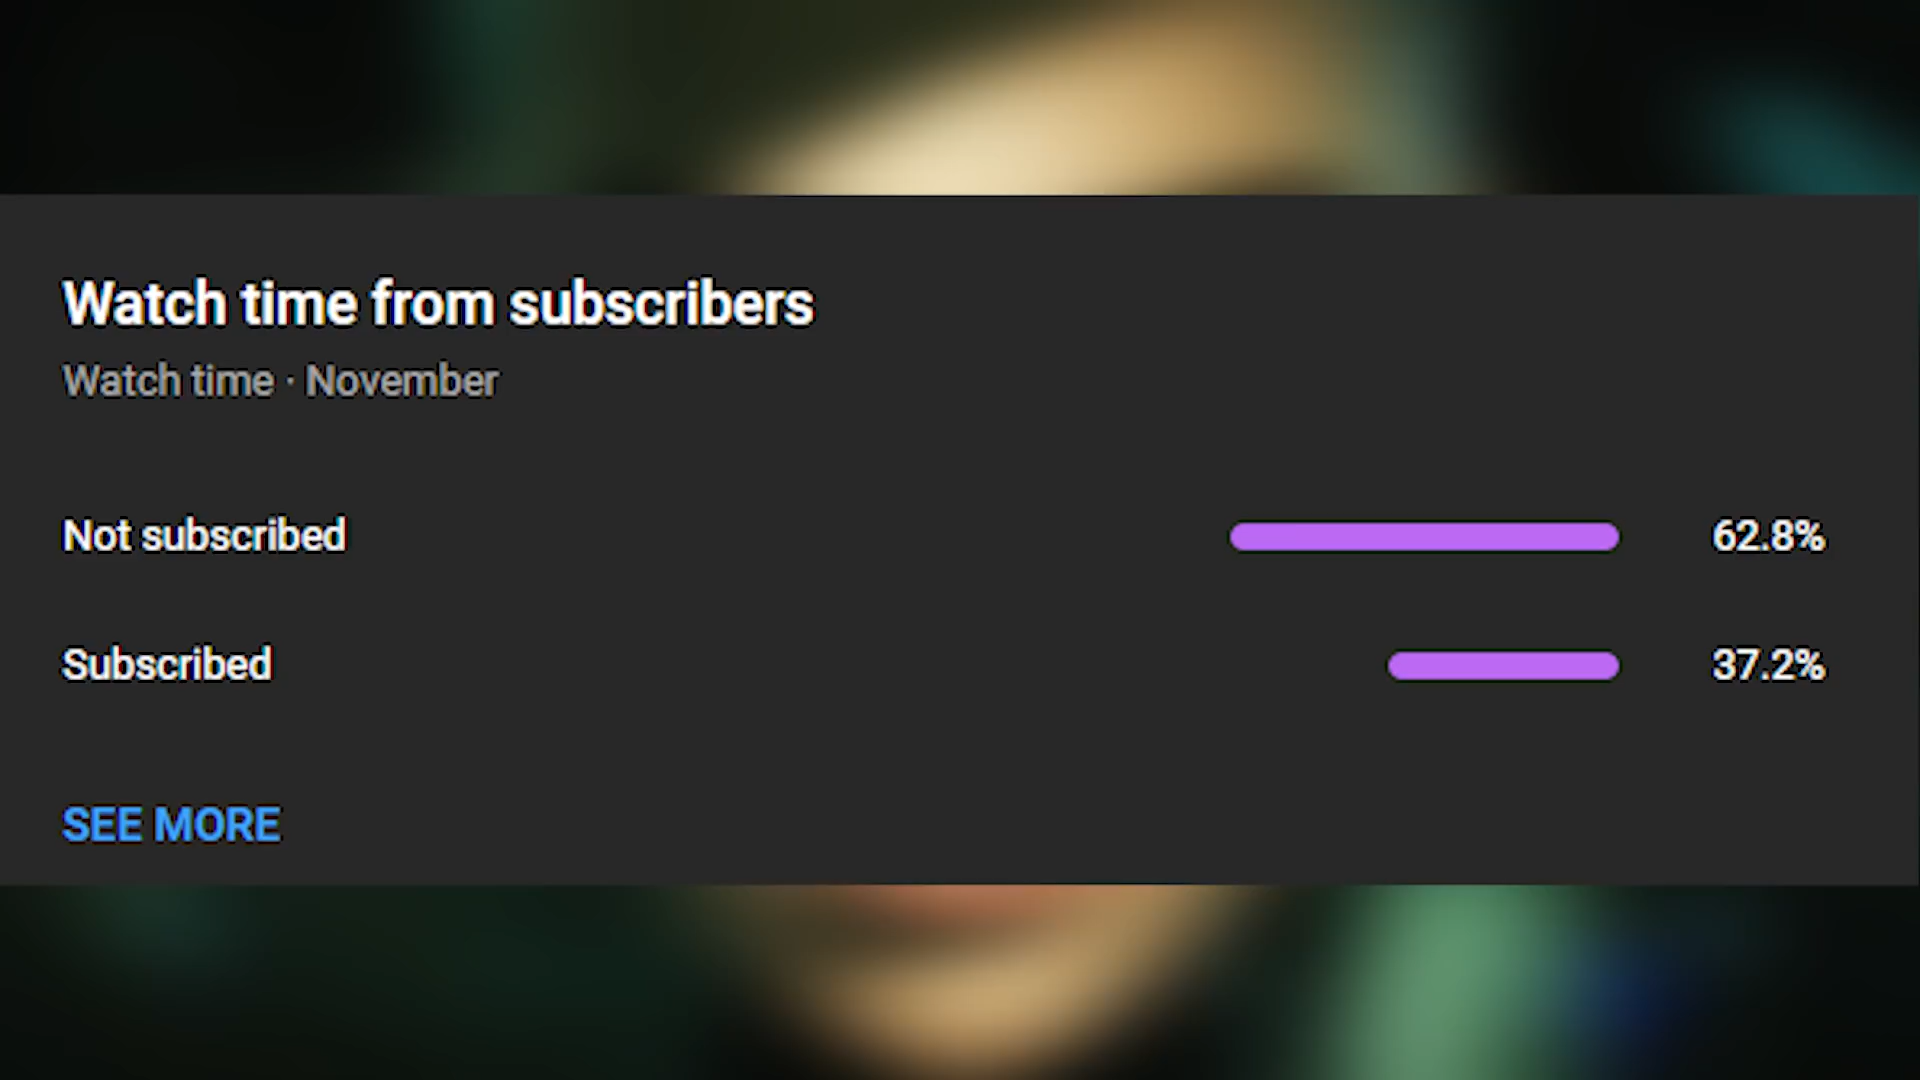 Watch time from subscribers
Watch time · November
Not subscribed 62.8%
Subscribed 37.2%
SEE MORE